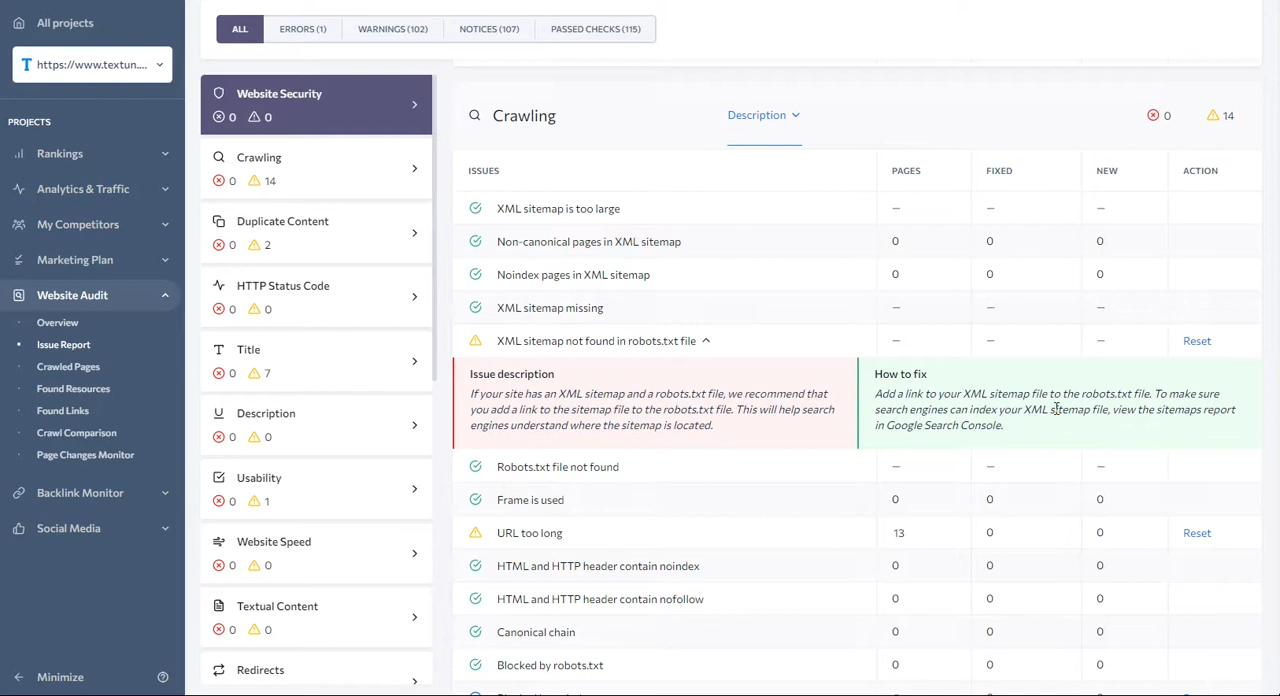 All projects
https://www.textun....
PROJECTS
Rankings
Analytics & Traffic
My Competitors
Marketing Plan
Website Audit
Overview
Issue Report
Crawled Pages
Found Resources
Found Links
Crawl Comparison
Page Changes Monitor
Backlink Monitor
Social Media
Minimize
ALL ERRORS (1) WARNINGS (102) NOTICES (107) PASSED CHECKS (115)
Website Security
0 0
Crawling
0 14
Duplicate Content
0 2
HTTP Status Code
0 0
Title
0 7
Description
0 0
Usability
0 1
Website Speed
0 0
Textual Content
0 0
Redirects
Crawling Description 0 14
ISSUES PAGES FIXED NEW ACTION
XML sitemap is too large – – –
Non-canonical pages in XML sitemap 0 0 0
Noindex pages in XML sitemap 0 0 0
XML sitemap missing – – –
XML sitemap not found in robots.txt file – – – Reset
Issue description
If your site has an XML sitemap and a robots.txt file, we recommend
that you add a link to the sitemap file to the robots.txt file. This will help search
engines understand where the sitemap is located.
How to fix
Add a link to your XML sitemap file to the robots.txt file. To make sure
search engines can index your XML sitemap file, view the sitemaps report
in Google Search Console.
Robots.txt file not found – – –
Frame is used 0 0 0
URL too long 13 0 0 Reset
HTML and HTTP header contain noindex 0 0 0
HTML and HTTP header contain nofollow 0 0 0
Canonical chain 0 0 0
Blocked by robots.txt 0 0 0